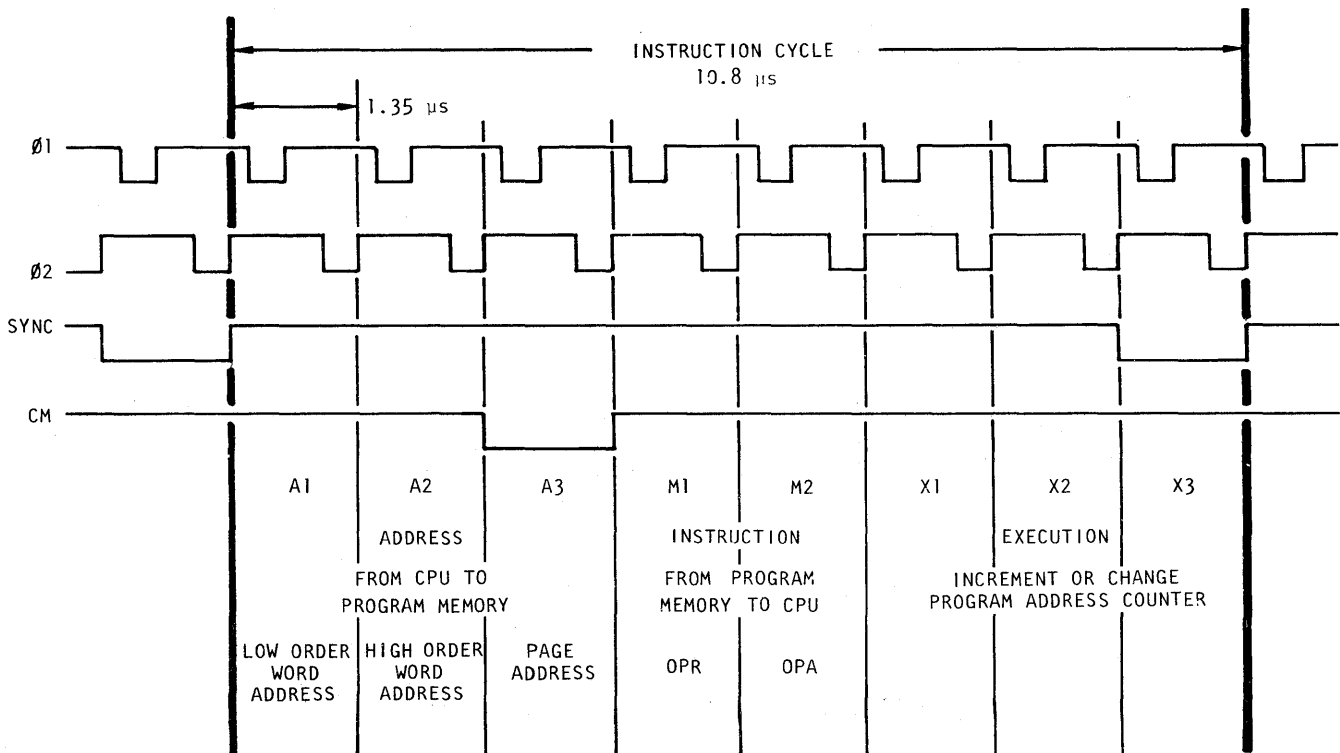 INSTRUCTION CYCLE
10.8 µs
1.35 µs
Ø1
Ø2
SYNC
CM
A1 A2 A3 M1 M2 X1 X2 X3
ADDRESS INSTRUCTION EXECUTION
FROM CPU TO
PROGRAM MEMORY
FROM PROGRAM
MEMORY TO CPU
INCREMENT OR CHANGE
PROGRAM ADDRESS COUNTER
LOW ORDER
WORD
ADDRESS
HIGH ORDER
WORD
ADDRESS
PAGE
ADDRESS
OPR
OPA